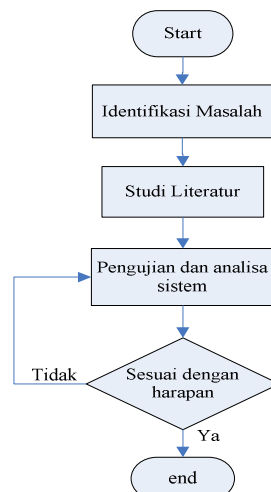 Start
Identifikasi Masalah
Studi Literatur
Pengujian dan analisa
sistem
Sesuai dengan
harapan
Tidak
Ya
end